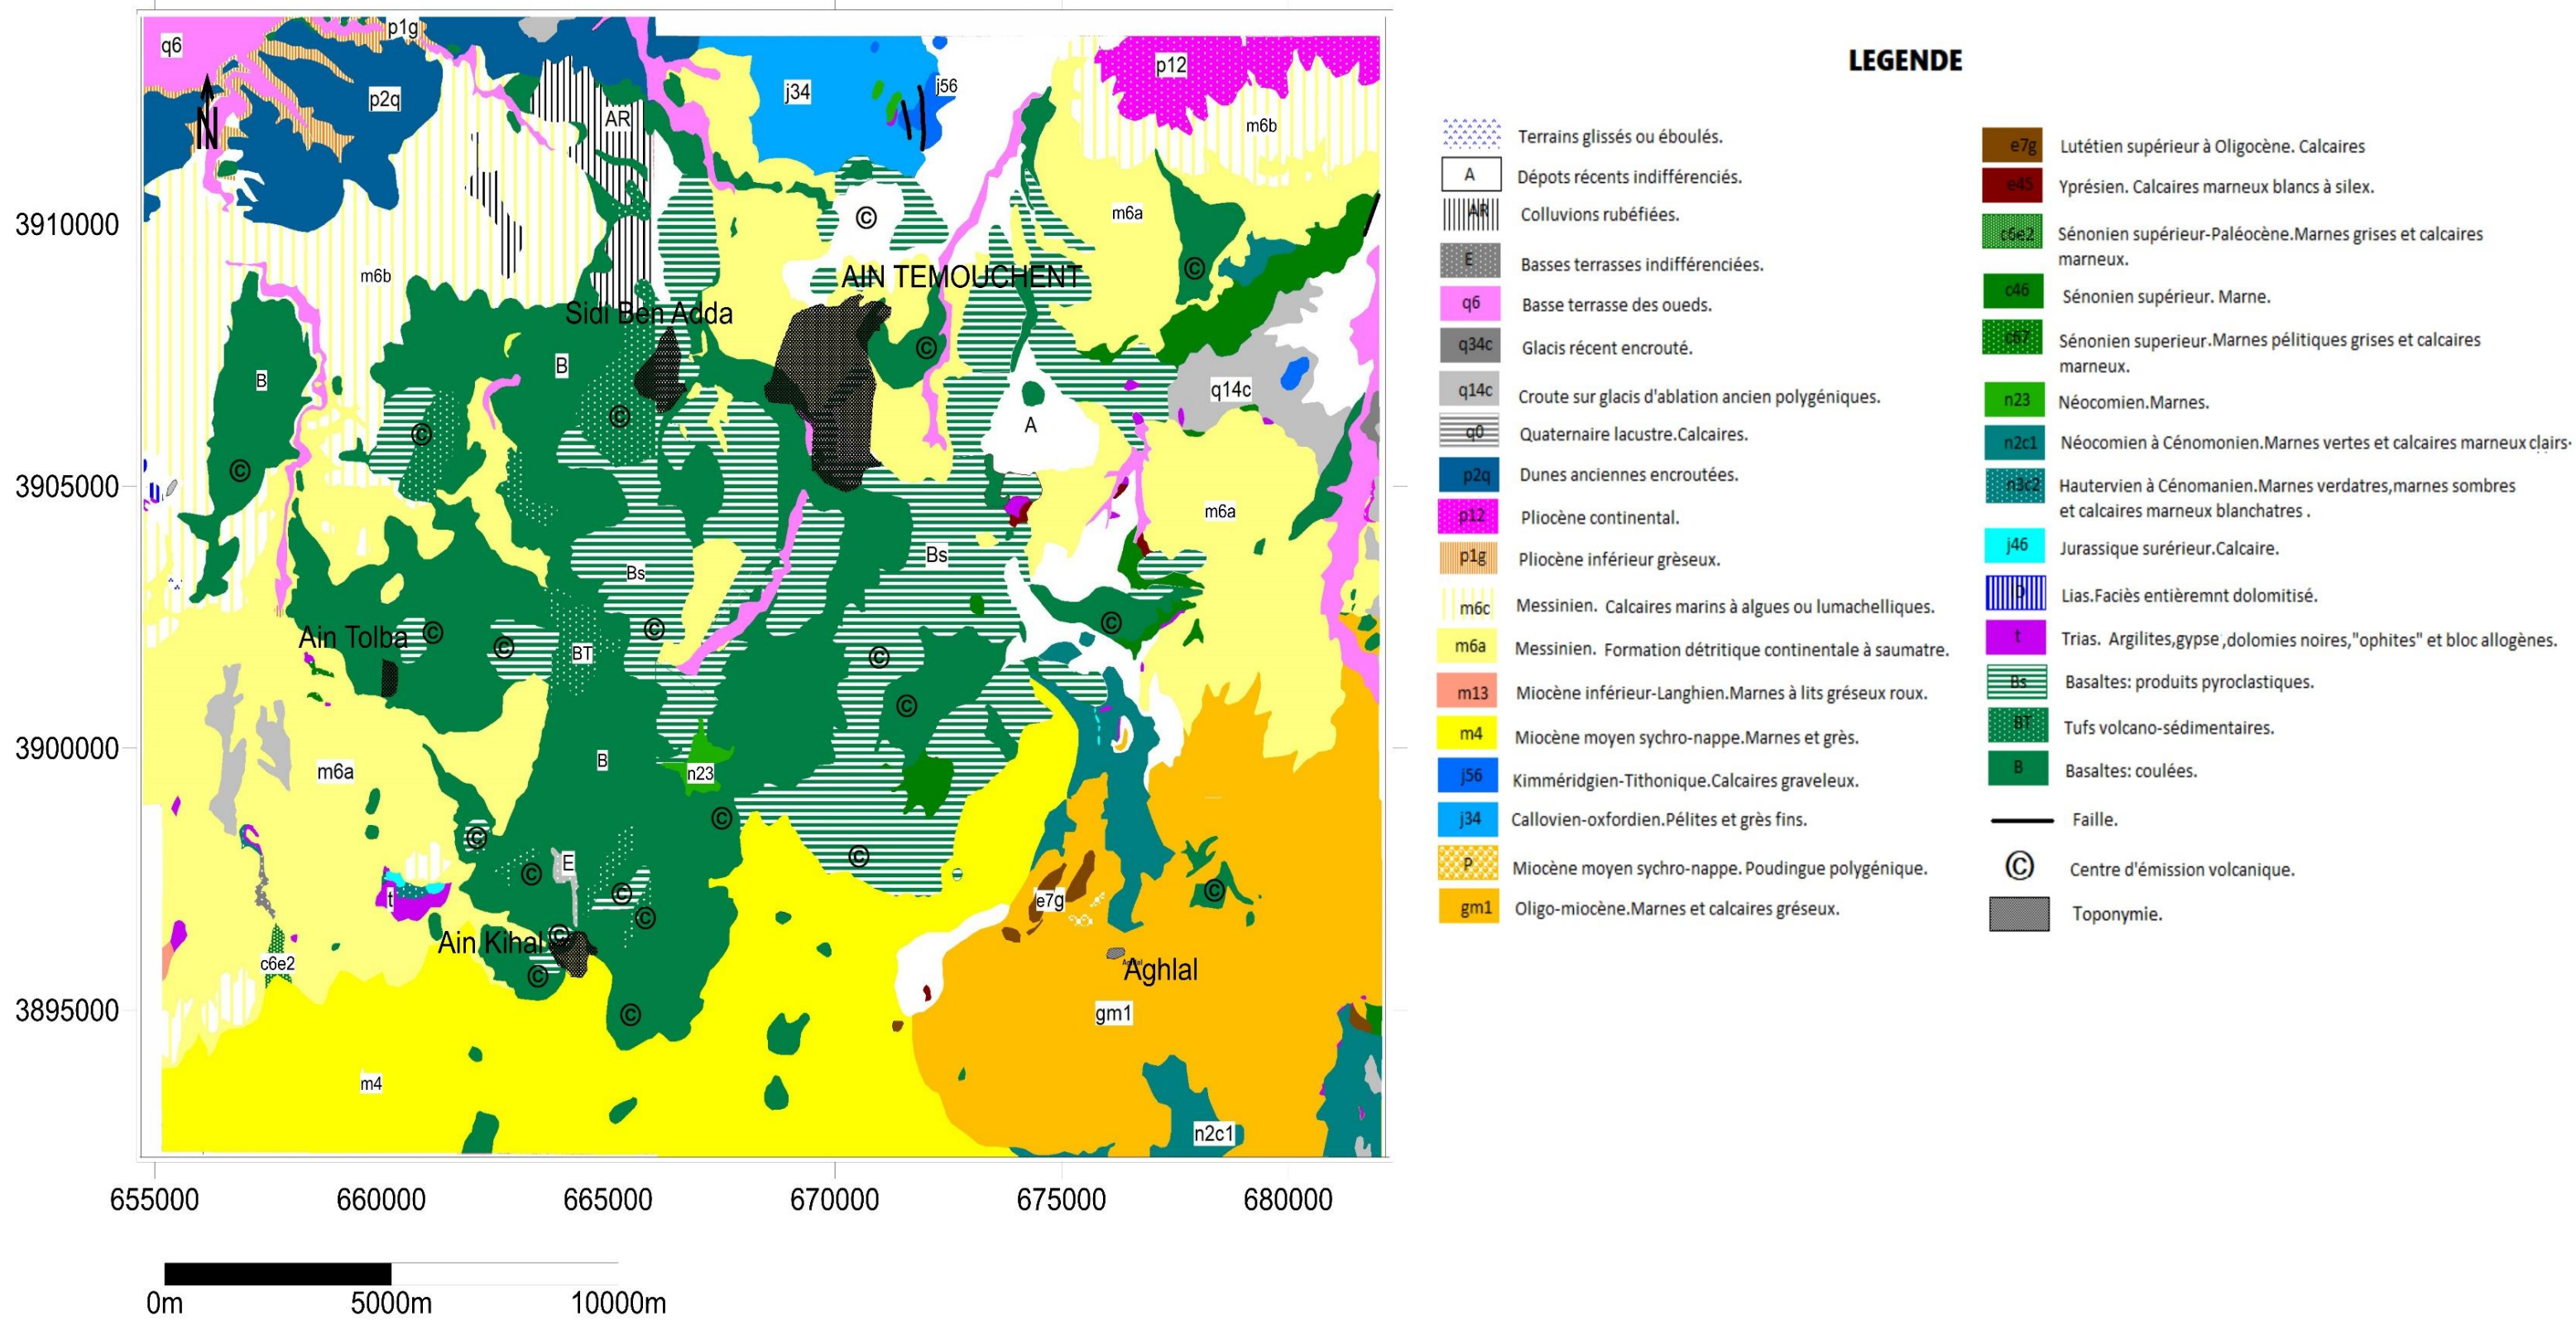 q6
p1g
p2q
N
AR
j34
j56
p12
m6b
3910000
m6a
m6b
AIN TEMOUCHENT
Sidi Ben Adda
©
B
B
q14c
A
3905000
m6a
Bs
Bs
Ain Tolba
BT
3900000
m6a
B
n23
E
t
e7g
Ain Kihal
c6e2
Aghlal
3895000
gm1
m4
n2c1
655000 660000 665000 670000 675000 680000
0m 5000m 10000m
LEGENDE
Terrains glissés ou éboulés.
A Dépots récents indifférenciés.
AR Colluvions rubéfiées.
E Basses terrasses indifférenciées.
q6 Basse terrasse des oueds.
q34c Glacis récent encrouté.
q14c Croute sur glacis d'ablation ancien polygéniques.
q0 Quaternaire lacustre.Calcaires.
p2q Dunes anciennes encroutées.
p12 Pliocène continental.
p1g Pliocène inférieur grèseux.
m6c Messinien. Calcaires marins à algues ou lumachelliques.
m6a Messinien. Formation détritique continentale à saumatre.
m13 Miocène inférieur-Langhien.Marnes à lits gréseux roux.
m4 Miocène moyen sychro-nappe.Marnes et grès.
j56 Kimméridgien-Tithonique.Calcaires graveleux.
j34 Callovien-oxfordien.Pélites et grès fins.
P Miocène moyen sychro-nappe. Poudingue polygénique.
gm1 Oligo-miocène.Marnes et calcaires gréseux.
e7g Lutétien supérieur à Oligocène. Calcaires
e45 Yprésien. Calcaires marneux blancs à silex.
c6e2 Sénonien supérieur-Paléocène.Marnes grises et calcaires
marneux.
c46 Sénonien supérieur. Marne.
c67 Sénonien superieur.Marnes pélitiques grises et calcaires
marneux.
n23 Néocomien.Marnes.
n2c1 Néocomien à Cénomonien.Marnes vertes et calcaires marneux clairs.
n3c2 Hautervien à Cénomanien.Marnes verdatres,marnes sombres
et calcaires marneux blanchatres .
j46 Jurassique surérieur.Calcaire.
ID Lias.Faciès entièremnt dolomitisé.
t Trias. Argilites,gypse ,dolomies noires,"ophites" et bloc allogènes.
Bs Basaltes: produits pyroclastiques.
BT Tufs volcano-sédimentaires.
B Basaltes: coulées.
Faille.
© Centre d'émission volcanique.
Toponymie.